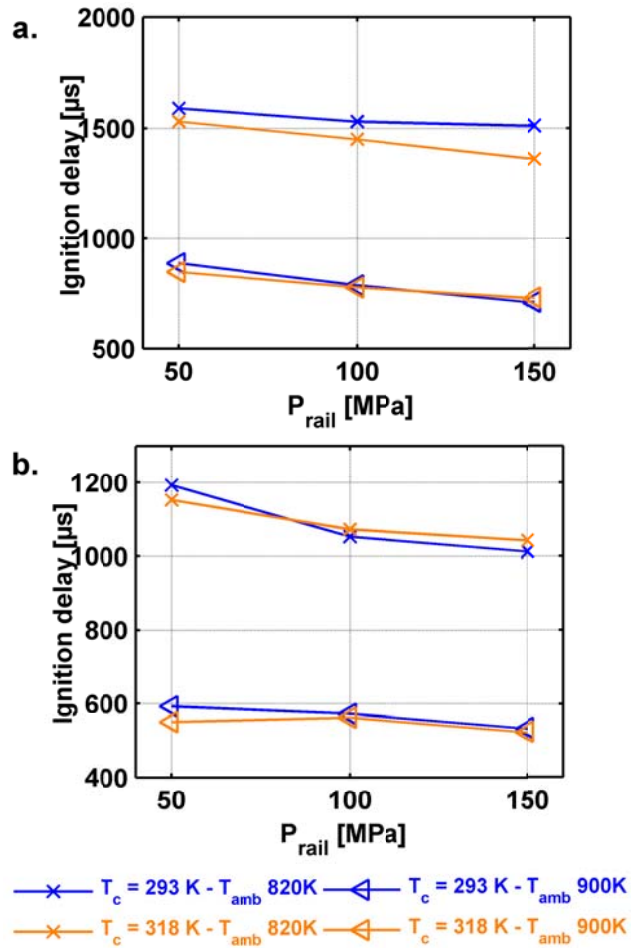 a.
2000
1500
1000
500
Ignition delay [µs]
50 100 150
P_rail [MPa]
b.
1200
1000
800
600
400
Ignition delay [µs]
50 100 150
P_rail [MPa]
T_c = 293 K - T_amb 820K T_c = 293 K - T_amb 900K
T_c = 318 K - T_amb 820K T_c = 318 K - T_amb 900K